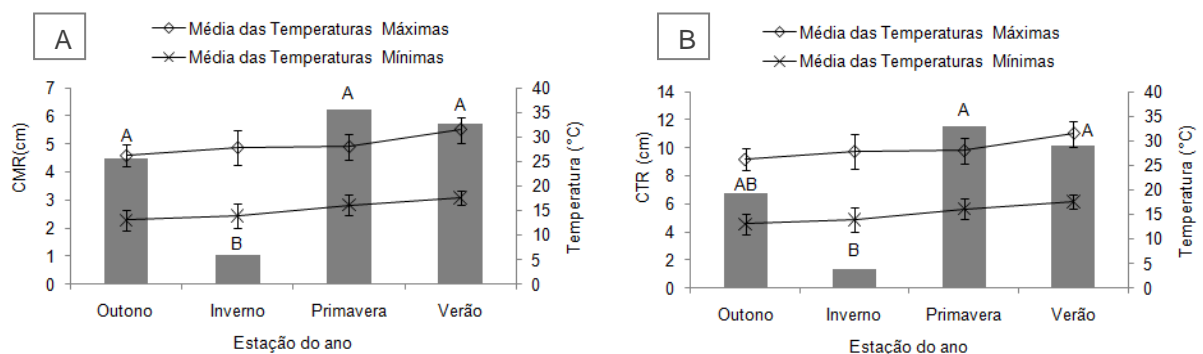 A
Média das Temperaturas Máximas
Média das Temperaturas Mínimas
CMR(cm)
7
6
5
4
3
2
1
0
A
B
A
A
40
35
30
25
20
15
10
5
0
Temperatura (°C)
Outono Inverno Primavera Verão
Estação do ano
B
Média das Temperaturas Máximas
Média das Temperaturas Mínimas
CTR (cm)
14
12
10
8
6
4
2
0
AB
B
A
A
40
35
30
25
20
15
10
5
0
Temperatura (°C)
Outono Inverno Primavera Verão
Estação do ano